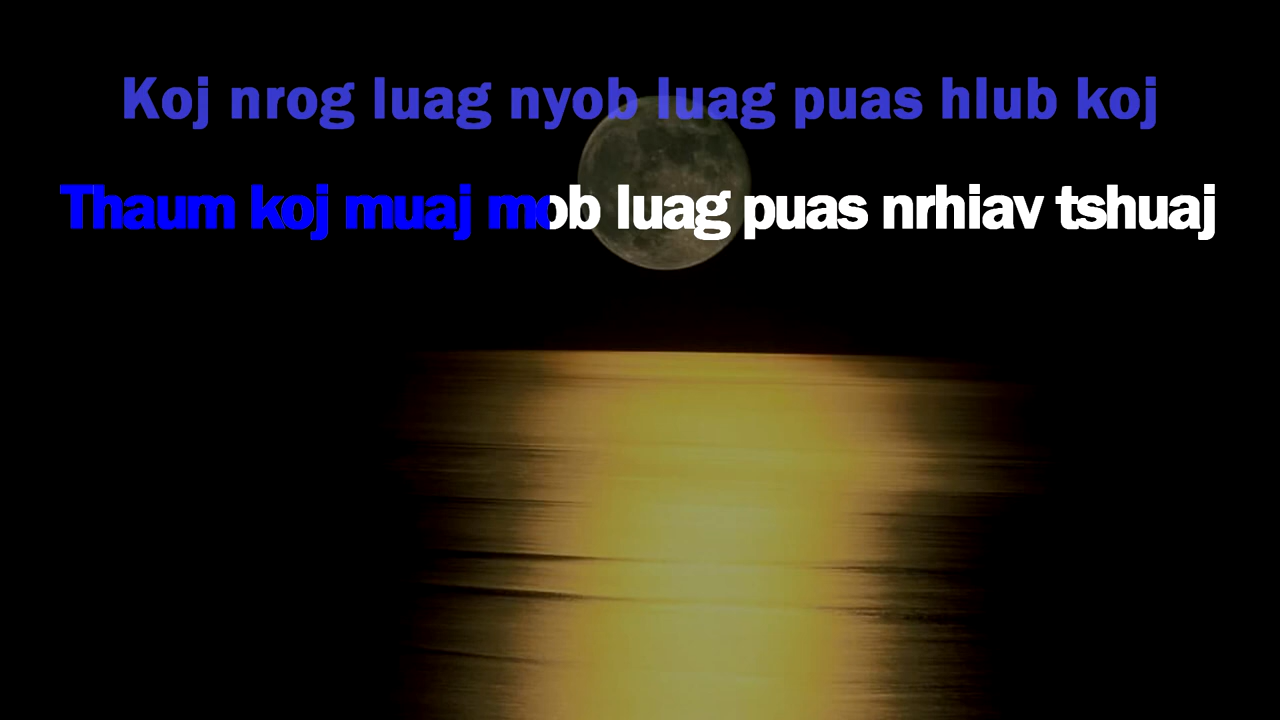 Koj nrog luag nyob luag puas hlub koj
Thaum koj muaj mob luag puas nrhiav tshuaj